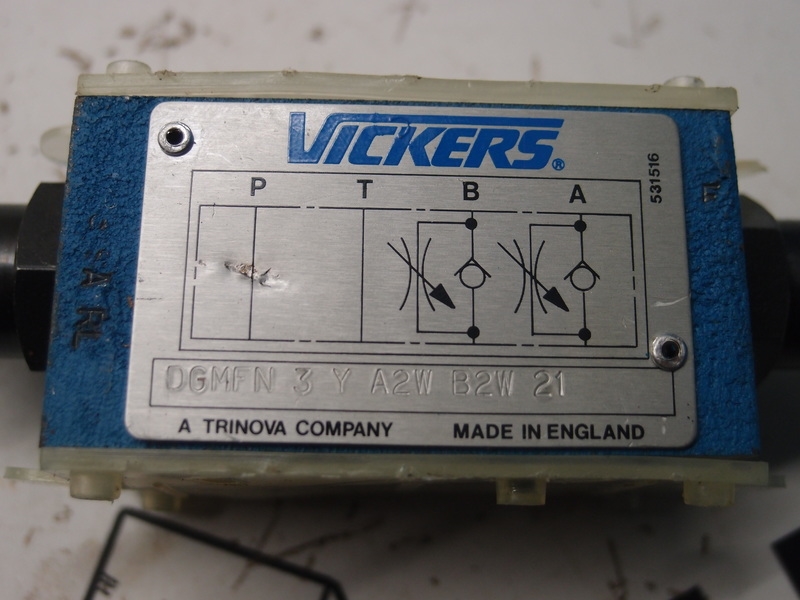 VICKERS®
P T B A
531516
DGMFN 3 Y A2W B2W 21
A TRINOVA COMPANY MADE IN ENGLAND